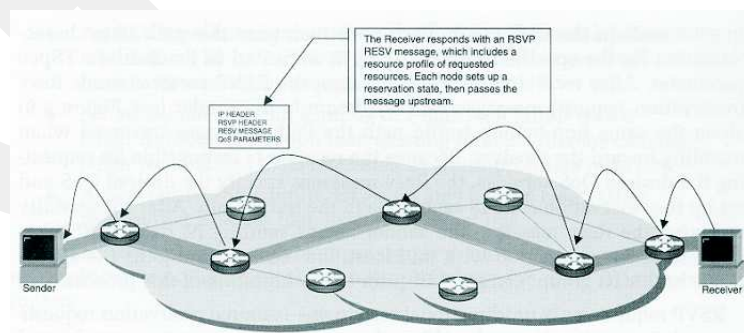 The Receiver responds with an RSVP
RESV message, which includes a
resource profile of requested
resources. Each node sets up a
reservation state, then passes the
message upstream.
IP HEADER
RSVP HEADER
RESV MESSAGE
QoS PARAMETERS
Sender
Receiver